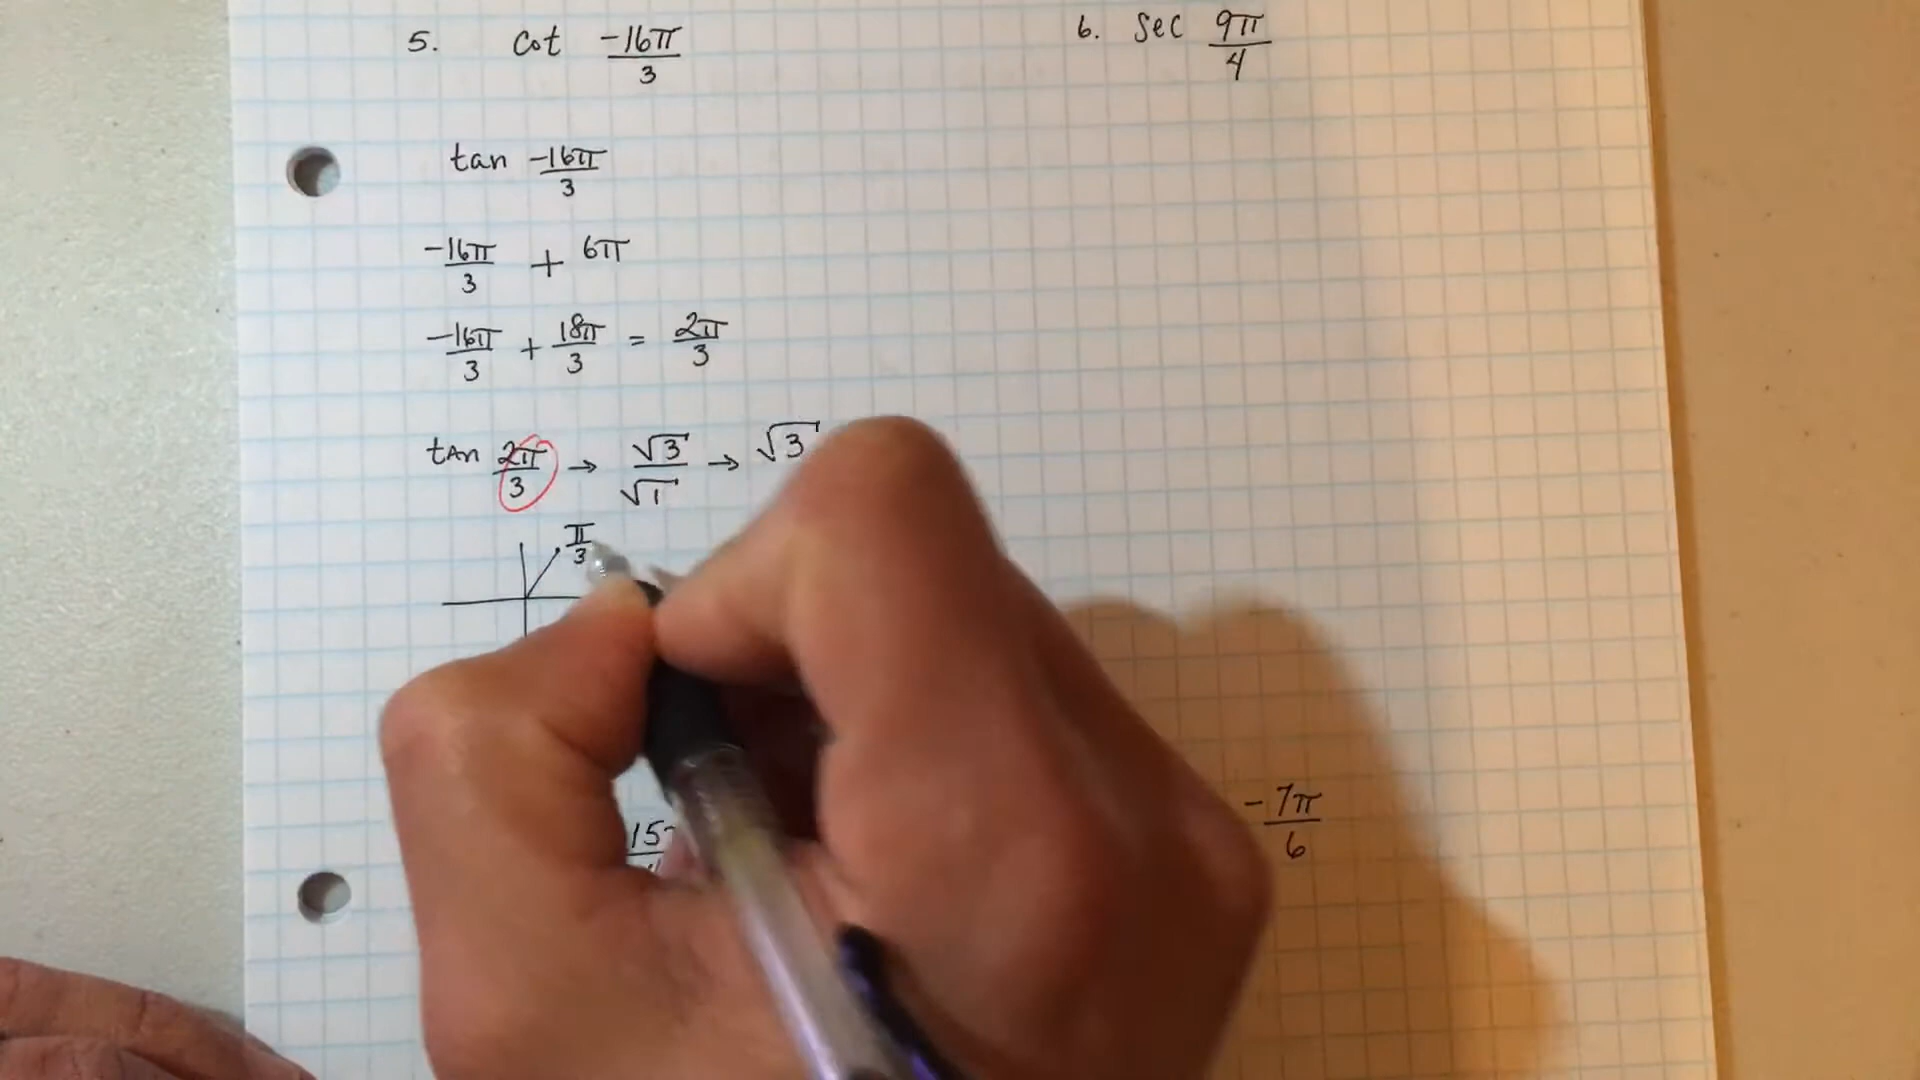 5. cot -16π/3
6. sec 9π/4
tan -16π/3
-16π/3 + 6π
-16π/3 + 18π/3 = 2π/3
tan 2π/3 → √3/√1 → √3
π/3
-7π/6
15